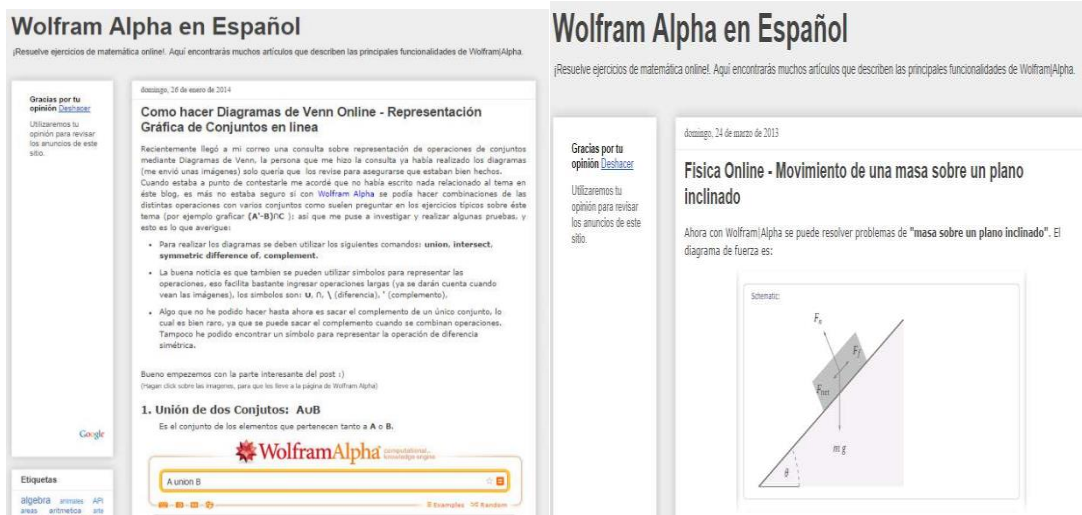 Wolfram Alpha en Español
¡Resuelve ejercicios de matemática online!. Aquí encontrarás muchos artículos que describen las principales funcionalidades de Wolfram|Alpha.
Gracias por tu
opinión Deshacer
Utilizaremos tu
opinión para revisar
los anuncios de este
sitio.
Google
Etiquetas
algebra animales API
areas aritmetica arte
domingo, 26 de enero de 2014
Como hacer Diagramas de Venn Online - Representación
Gráfica de Conjuntos en linea
Recientemente llegó a mi correo una consulta sobre representación de operaciones de conjuntos
mediante Diagramas de Venn, la persona que me hizo la consulta ya había realizado los diagramas
(me envió unas imágenes) solo quería que los revise para asegurarse que estaban bien hechos.
Cuando estaba a punto de contestarle me acordé que no había escrito nada relacionado al tema en
éste blog, es más no estaba seguro si con Wolfram Alpha se podía hacer combinaciones de las
distintas operaciones con varios conjuntos como suelen preguntar en los ejercicios típicos sobre éste
tema (por ejemplo graficar (A'-B)∩C ); así que me puse a investigar y realizar algunas pruebas, y
esto es lo que averigue:
• Para realizar los diagramas se deben utilizar los siguientes comandos: union, intersect,
symmetric difference of, complement.
• La buena noticia es que tambien se pueden utilizar simbolos para representar las
operaciones, eso facilita bastante ingresar operaciones largas (ya se darán cuenta cuando
vean las imágenes), los simbolos son: ∪, ∩, \ (diferencia), ' (complemento).
• Algo que no he podido hacer hasta ahora es sacar el complemento de un único conjunto, lo
cual es bien raro, ya que se puede sacar el complemento cuando se combinan operaciones.
Tampoco he podido encontrar un símbolo para representar la operación de diferencia
simétrica.
Bueno empezemos con la parte interesante del post :)
(Hagan click sobre las imagenes, para que los lleve a la página de Wolfram Alpha)
1. Unión de dos Conjutos: A∪B
Es el conjunto de los elementos que pertenecen tanto a A o B.
WolframAlpha computational...
knowledge engine
A union B
Examples Random
Wolfram Alpha en Español
¡Resuelve ejercicios de matemática online!. Aquí encontrarás muchos artículos que describen las principales funcionalidades de Wolfram|Alpha.
Gracias por tu
opinión Deshacer
Utilizaremos tu
opinión para revisar
los anuncios de este
sitio.
domingo, 24 de marzo de 2013
Fisica Online - Movimiento de una masa sobre un plano
inclinado
Ahora con Wolfram|Alpha se puede resolver problemas de "masa sobre un plano inclinado". El
diagrama de fuerza es:
Schematic:
Fn
Ff
Fnet
m g
θ